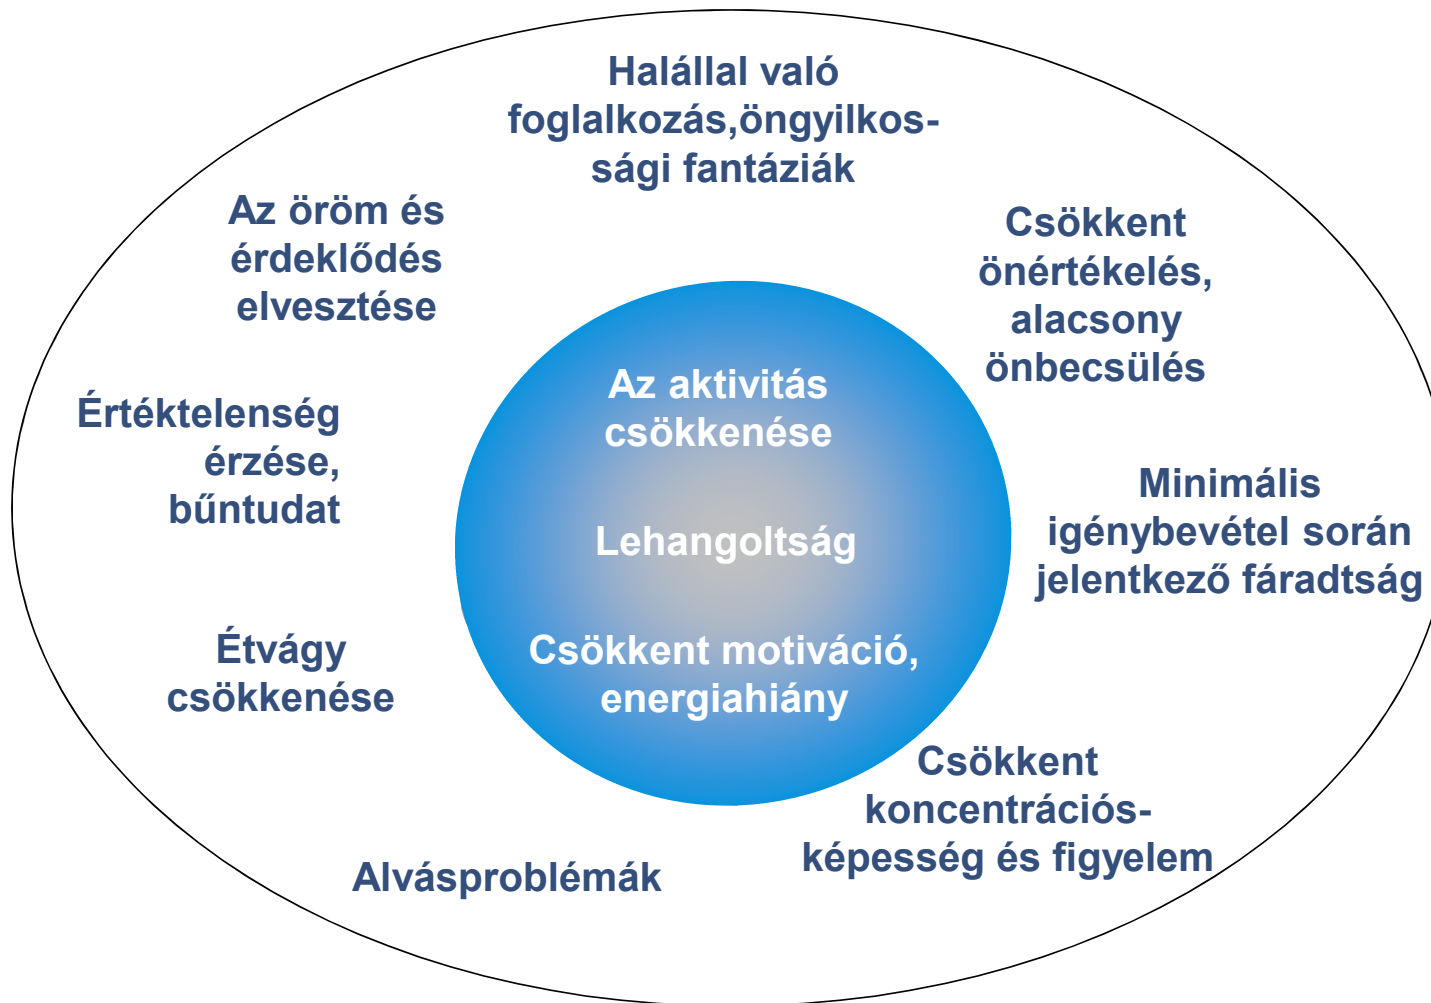 Halállal való
foglalkozás,öngyilkos-
sági fantáziák
Az öröm és
érdeklődés
elvesztése
Csökkent
önértékelés,
alacsony
önbecsülés
Értéktelenség
érzése,
bűntudat
Az aktivitás
csökkenése
Lehangoltság
Csökkent motiváció,
energiahiány
Minimális
igénybevétel során
jelentkező fáradtság
Étvágy
csökkenése
Csökkent
koncentrációs-
képesség és figyelem
Alvásproblémák